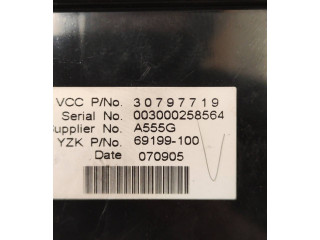 VCC P/No. 30797719
Serial No. 003000258564
Supplier No. A555G
YZK P/No. 69199-100
Date 070905